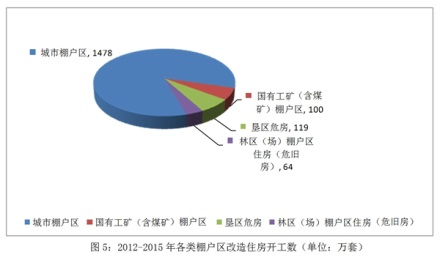 城市棚户区, 1478
国有工矿（含煤
矿）棚户区, 100
垦区危房, 119
林区（场）棚户区
住房（危旧
房）, 64
城市棚户区 国有工矿（含煤矿）棚户区 垦区危房 林区（场）棚户区住房（危旧房）
图 5：2012-2015 年各类棚户区改造住房开工数（单位：万套）